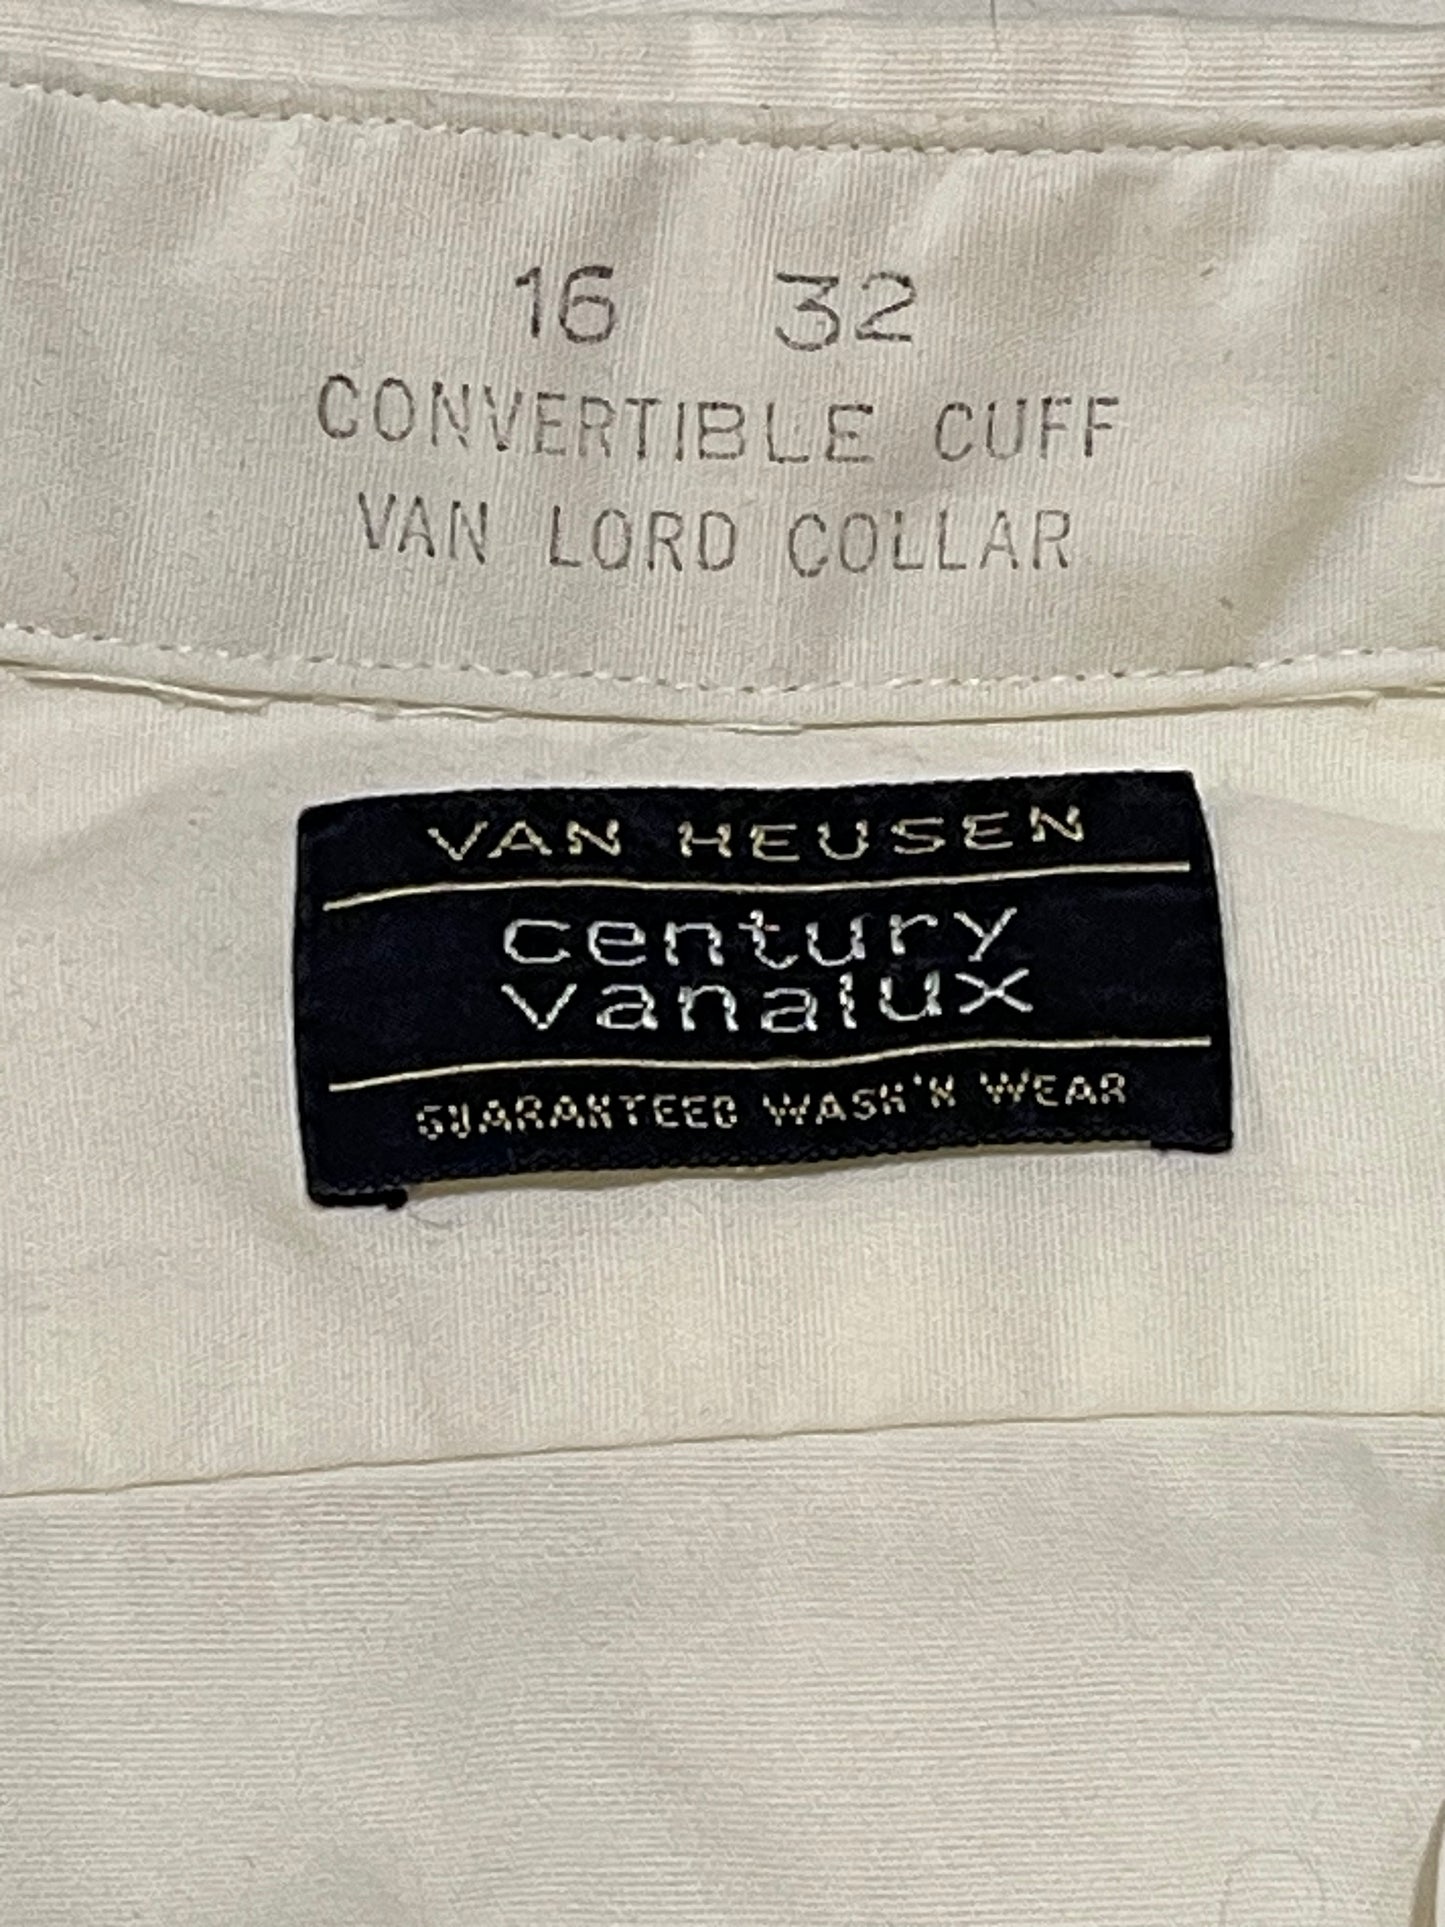 16 32
CONVERTIBLE CUFF
VAN LORD COLLAR
VAN HEUSEN
century
vanalux
GUARANTEED WASH'N WEAR